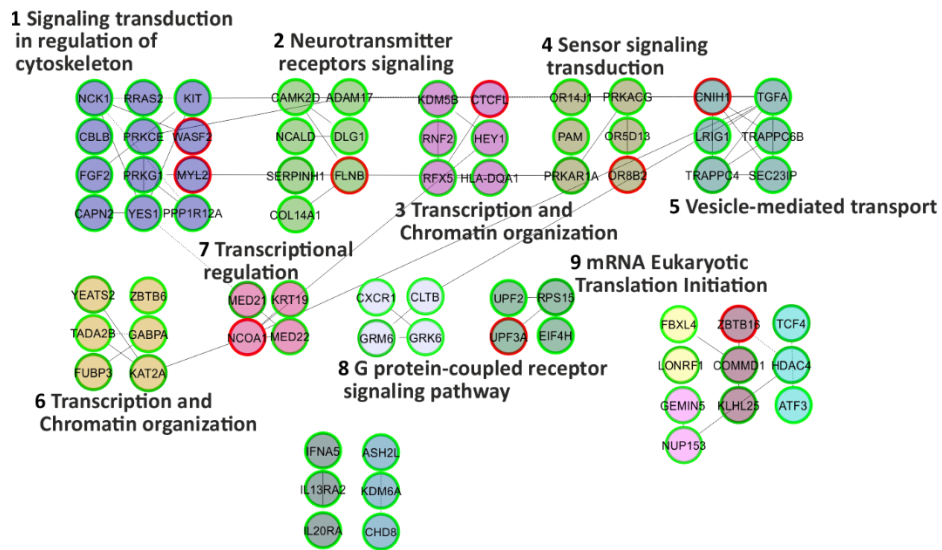 1 Signaling transduction
in regulation of
cytoskeleton
2 Neurotmitter
receptors signaling
4 Sensor signaling
transduction
NCK1 RRAS2 KIT
CAMK2D ADAM17
KDM5B CTCFL
OR14J1 PRKACG
CNIH1 TGFA
CBLB PRKCE WASF2
NCALD DLG1
RNF2 HEY1
PAM OR5D13
LRIG1 TRAPPC6B
FGF2 PRKG1 MYL2
SERPINH1 FLNB
RFX5 HLA-DQA1
PRKAR1A OR8B2
TRAPPC4 SEC23IP
CAPN2 YES1 PPP1R12A
COL14A1
3 Transcription and
Chromatin organization
5 Vesicle-mediated transport
7 Transcriptional
regulation
9 mRNA Eukaryotic
Translation Initiation
YEATS2 ZBTB6
MED21 KRT19
CXCR1 CLTB
UPF2 RPS15
FBXL4 ZBTB16 TCF4
TADA2B GABPA
NCOA1 MED22
GRM6 GRK6
UPF3A EIF4H
LONRF1 COMMD1 HDAC4
FUBP3 KAT2A
8 G protein-coupled receptor
signaling pathway
6 Transcription and
Chromatin organization
GEMIN5 KLHL25 ATF3
NUP153
IFNA5 ASH2L
IL13RA2 KDM6A
IL20RA CHD8